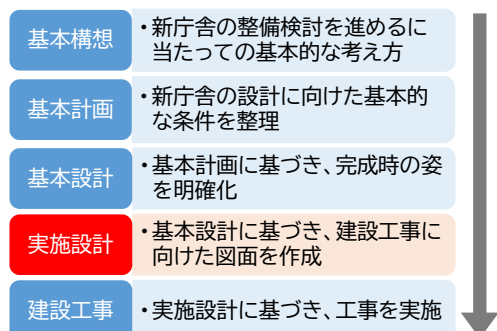 基本構想
・新庁舎の整備検討を進めるに
当たっての基本的な考え方
基本計画
・新庁舎の設計に向けた基本的
な条件を整理
基本設計
・基本計画に基づき、完成時の姿
を明確化
実施設計
・基本設計に基づき、建設工事に
向けた図面を作成
建設工事
・実施設計に基づき、工事を実施